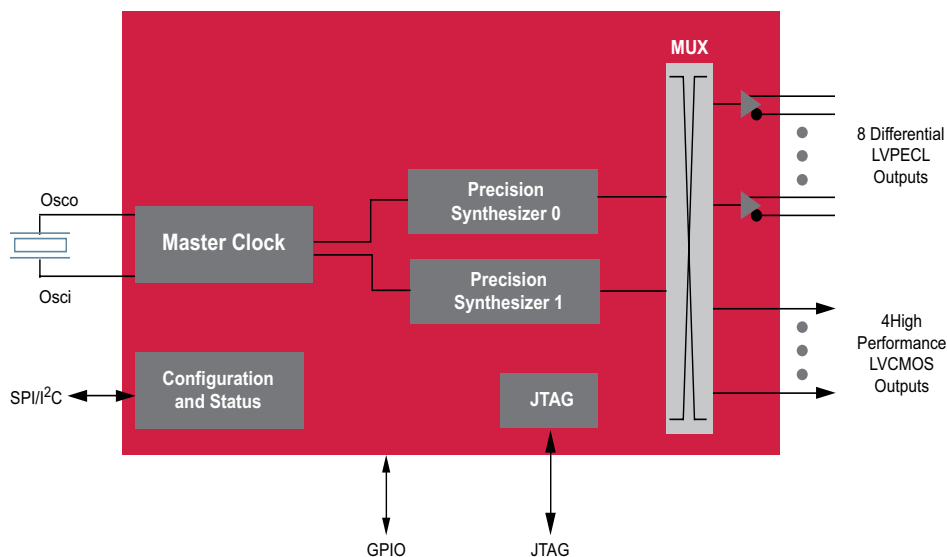 MUX
8 Differential
LVPECL
Outputs
Osco
Precision
Synthesizer 0
Master Clock
Osci
Precision
Synthesizer 1
4High
Performance
LVCMOS
Outputs
SPI/I²C
Configuration
and Status
JTAG
GPIO
JTAG